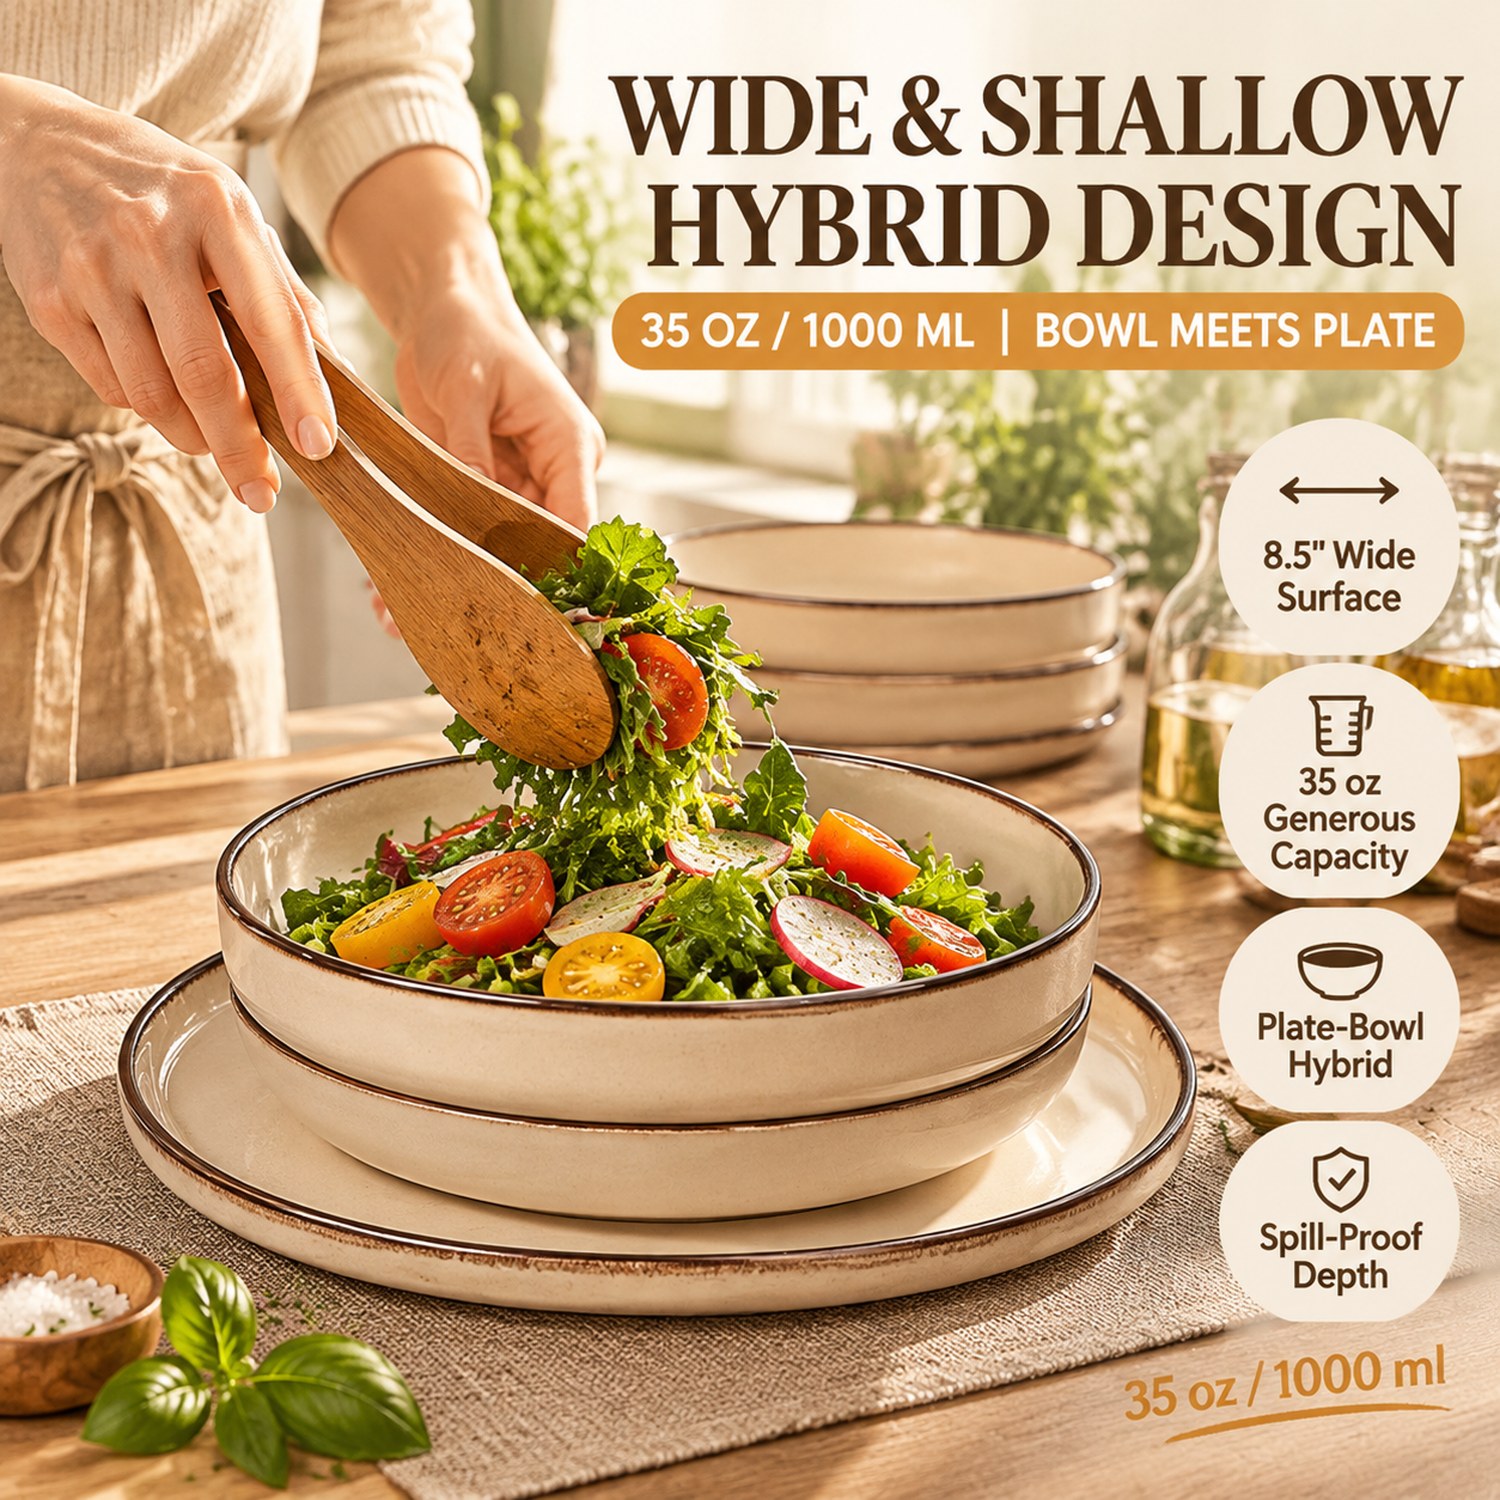 WIDE & SHALLOW
HYBRID DESIGN
35 OZ / 1000 ML | BOWL MEETS PLATE
8.5" Wide
Surface
35 oz
Generous
Capacity
Plate-Bowl
Hybrid
Spill-Proof
Depth
35 oz / 1000 ml